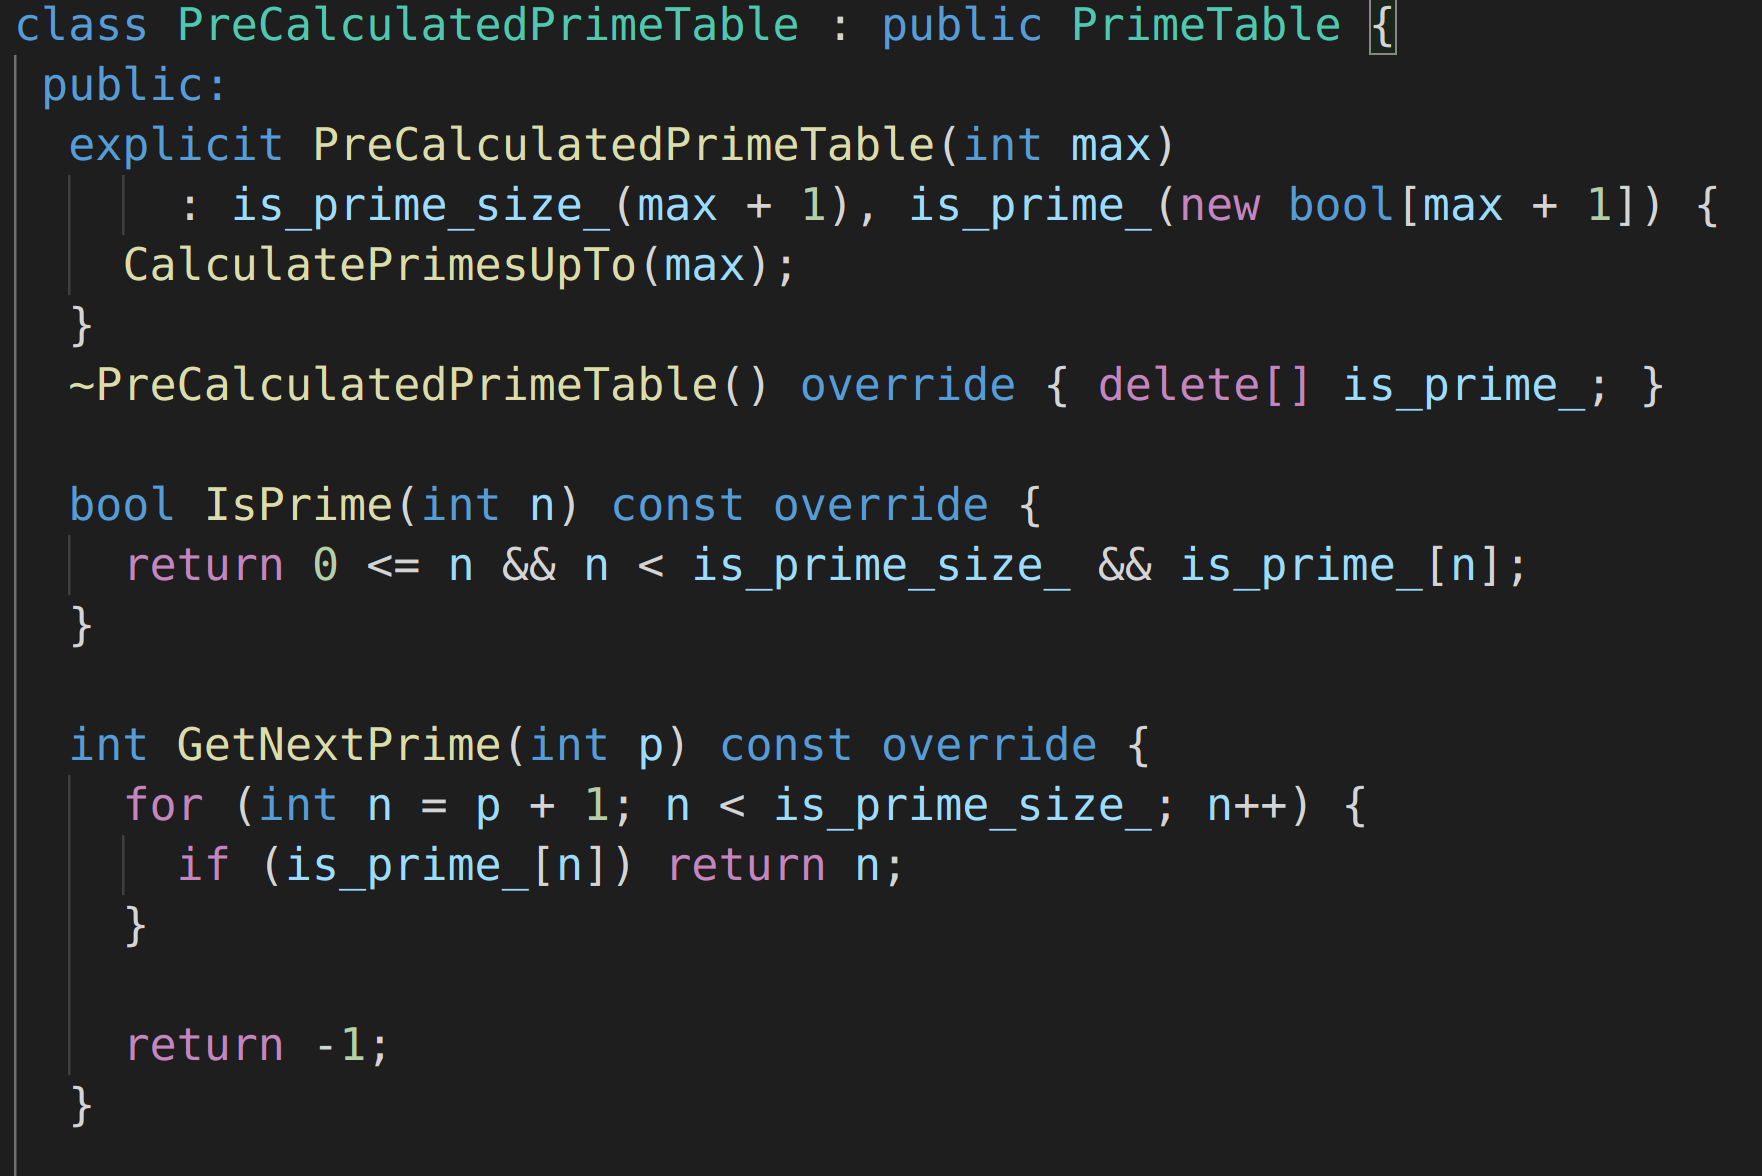 class PreCalculatedPrimeTable : public PrimeTable {
 public:
  explicit PreCalculatedPrimeTable(int max)
      : is_prime_size_(max + 1), is_prime_(new bool[max + 1]) {
    CalculatePrimesUpTo(max);
  }
  ~PreCalculatedPrimeTable() override { delete[] is_prime_; }

  bool IsPrime(int n) const override {
    return 0 <= n && n < is_prime_size_ && is_prime_[n];
  }

  int GetNextPrime(int p) const override {
    for (int n = p + 1; n < is_prime_size_; n++) {
      if (is_prime_[n]) return n;
    }

    return -1;
  }